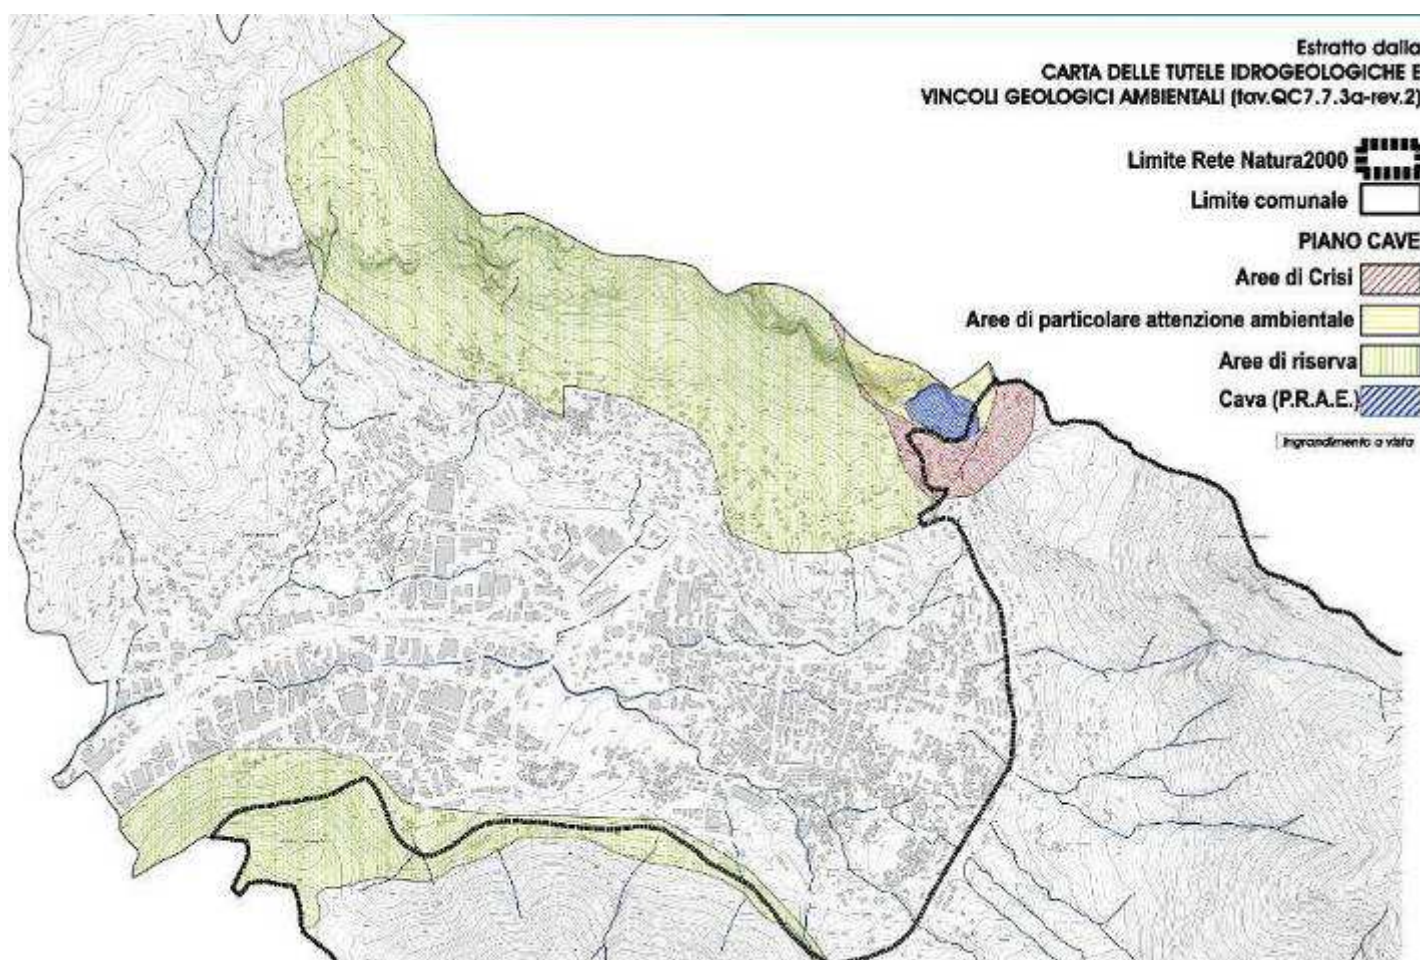 Estratto dalla
CARTA DELLE TUTELE IDROGEOLOGICHE E
VINCOLI GEOLOGICI AMBIENTALI (tav.QC7.7.3a-rev.2)
Limite Rete Natura2000
Limite comunale
PIANO CAVE
Aree di Crisi
Aree di particolare attenzione ambientale
Aree di riserva
Cava (P.R.A.E.)
Ingrandimento a vista